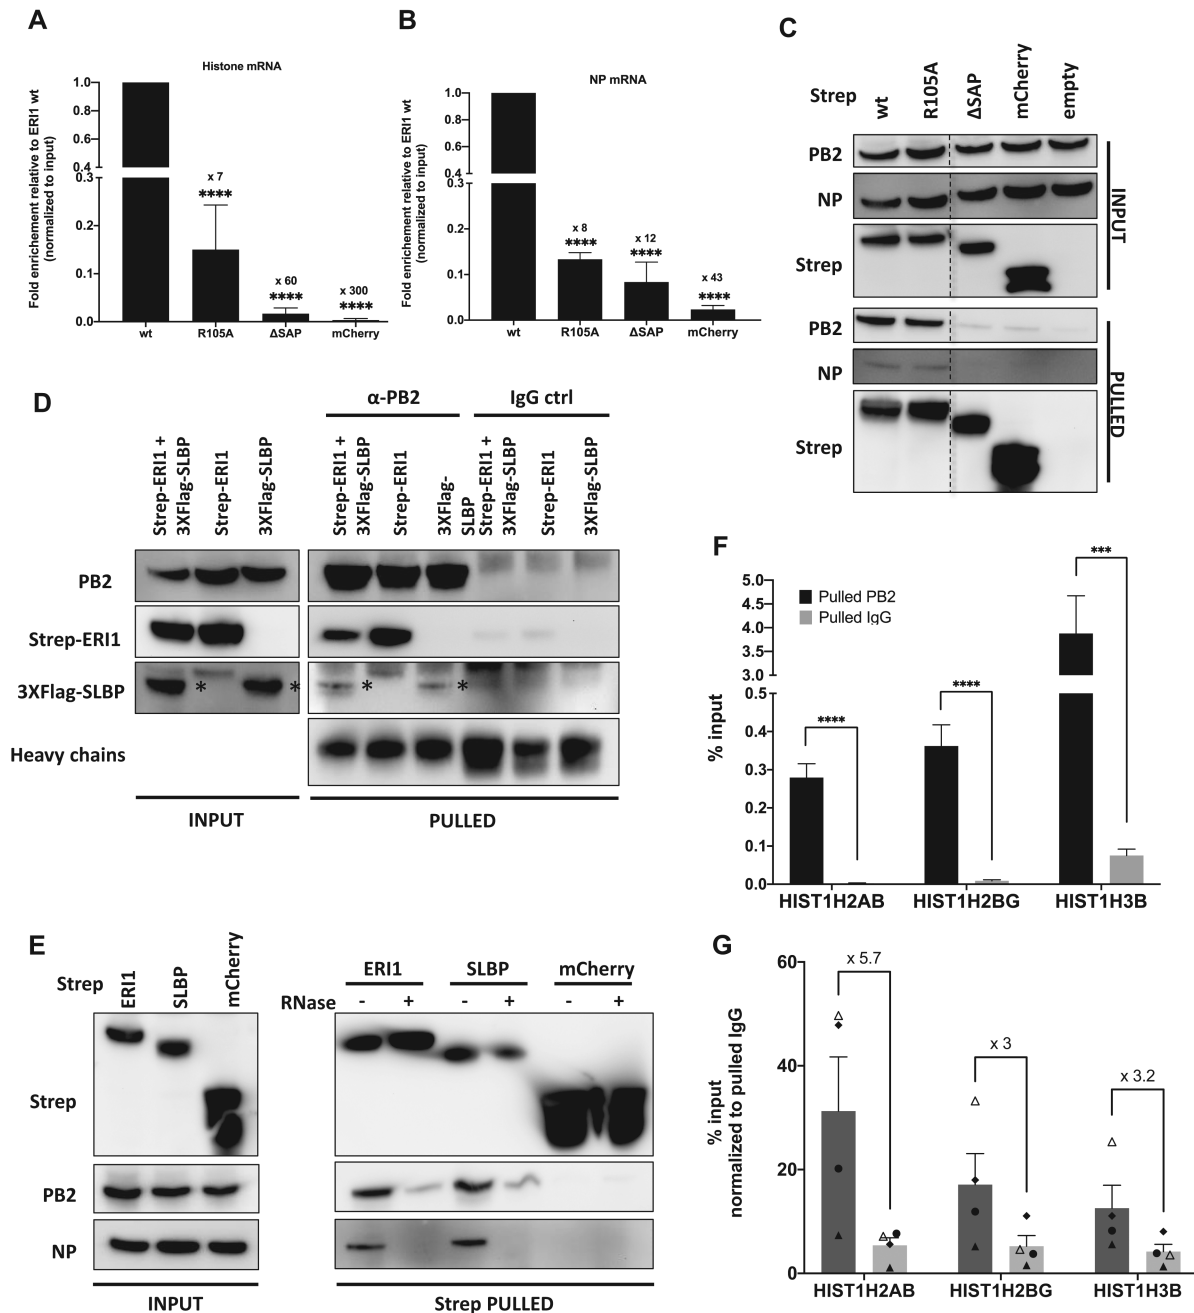 A
Histone mRNA
Fold enrichement relative to ERI1 wt
(normalized to input)
1.0
0.8
0.6
0.4
0.3
0.2
0.1
0.0
x 7
****
x 60
****
x 300
****
wt
R105A
ΔSAP
mCherry
B
NP mRNA
Fold enrichement relative to ERI1 wt
(normalized to input)
1.0
0.8
0.6
0.4
0.3
0.2
0.1
0.0
x 8
****
x 12
****
x 43
****
wt
R105A
ΔSAP
mCherry
C
Strep
wt
R105A
ΔSAP
mCherry
empty
PB2
NP
Strep
INPUT
PB2
NP
Strep
PULLED
D
α-PB2
IgG ctrl
Strep-ERI1 +
3XFlag-SLBP
Strep-ERI1
3XFlag-SLBP
Strep-ERI1 +
3XFlag-SLBP
Strep-ERI1
3XFlag-
SLBP
Strep-ERI1 +
3XFlag-SLBP
Strep-ERI1
3XFlag-SLBP
PB2
Strep-ERI1
3XFlag-SLBP
* * * *
Heavy chains
INPUT
PULLED
E
Strep
ERI1
SLBP
mCherry
ERI1
SLBP
mCherry
RNase
- + - + - +
Strep
PB2
NP
INPUT
Strep PULLED
F
% input
5.0
4.5
4.0
3.5
3.0
0.5
0.4
0.3
0.2
0.1
0.0
Pulled PB2
Pulled IgG
****
****
***
HIST1H2AB
HIST1H2BG
HIST1H3B
G
% input
normalized to pulled IgG
60
40
20
0
x 5.7
x 3
x 3.2
HIST1H2AB
HIST1H2BG
HIST1H3B